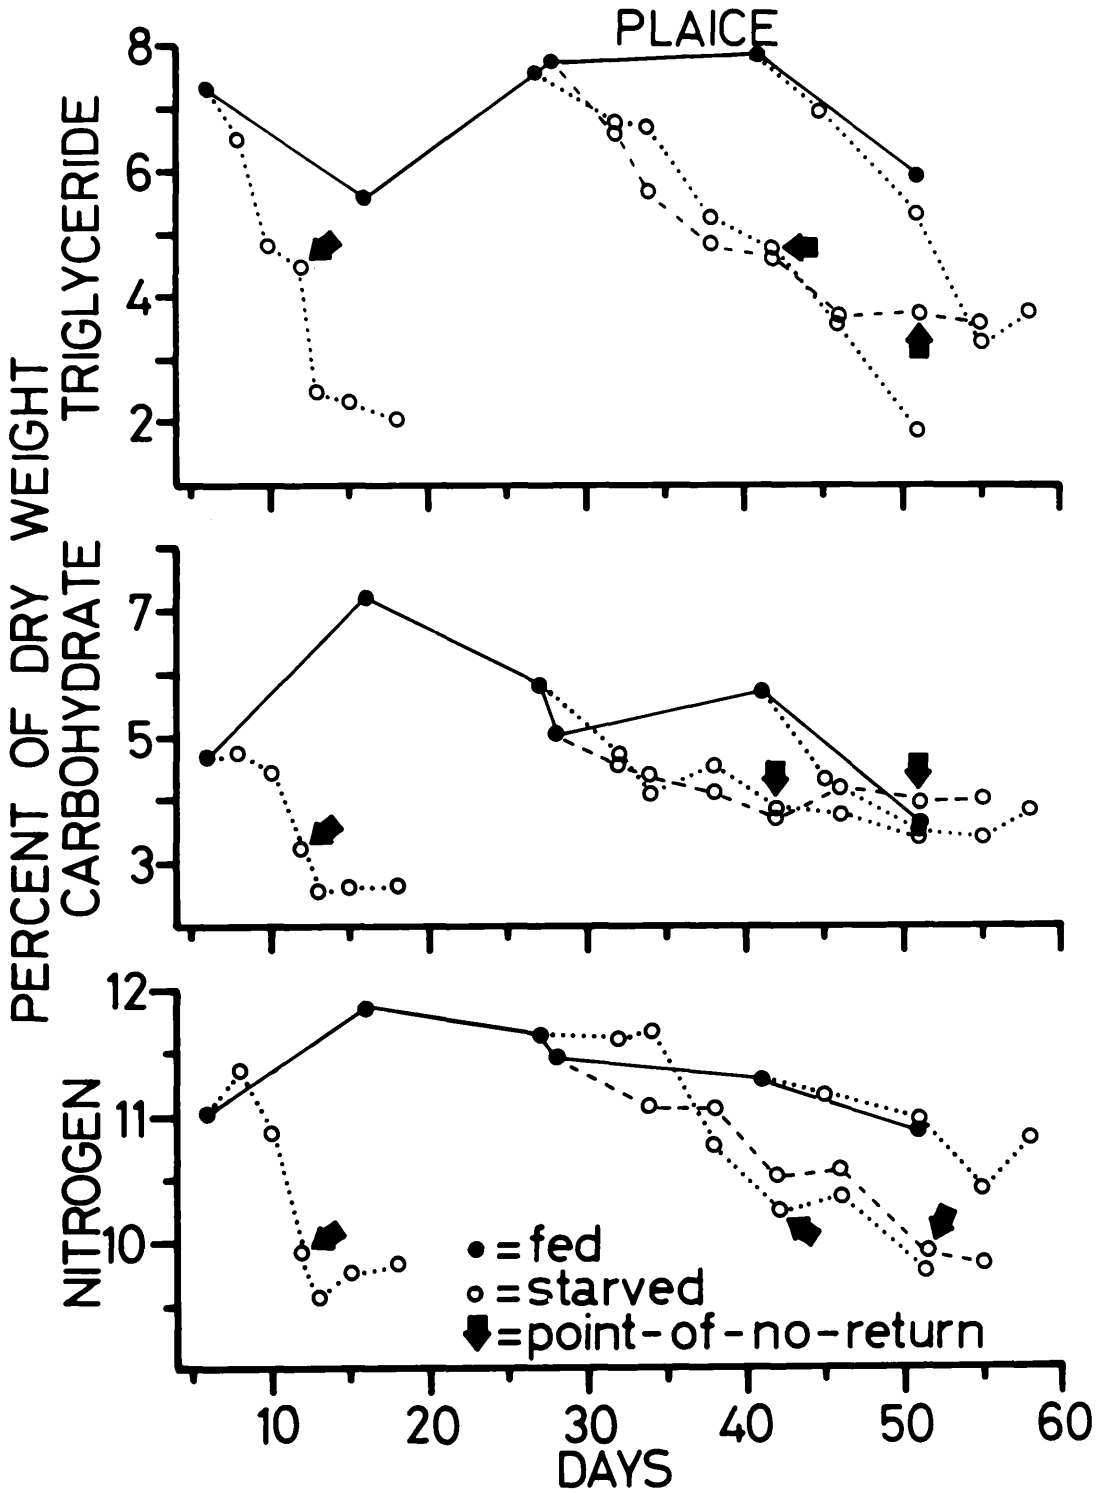 PLAICE
PERCENT OF DRY WEIGHT
TRIGLYCERIDE
8
6
4
2
CARBOHYDRATE
7
5
3
NITROGEN
12
11
10
● = fed
○ = starved
⬇ = point-of-no-return
10 20 30 40 50 60
DAYS